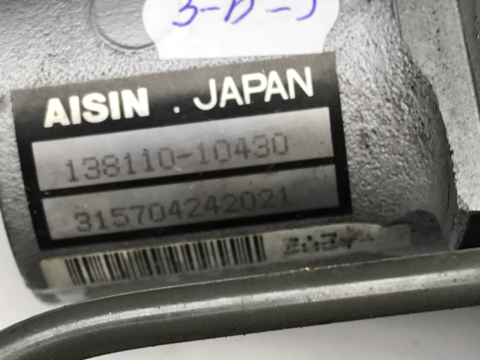 3-D-5
AISIN . JAPAN
138110-10430
315704242021